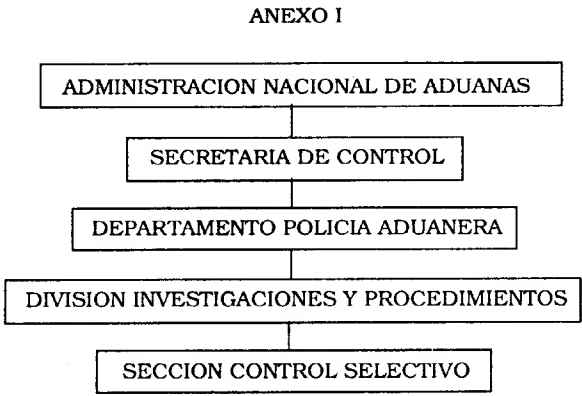 ANEXO I
ADMINISTRACION NACIONAL DE ADUANAS
SECRETARIA DE CONTROL
DEPARTAMENTO POLICIA ADUANERA
DIVISION INVESTIGACIONES Y PROCEDIMIENTOS
SECCION CONTROL SELECTIVO